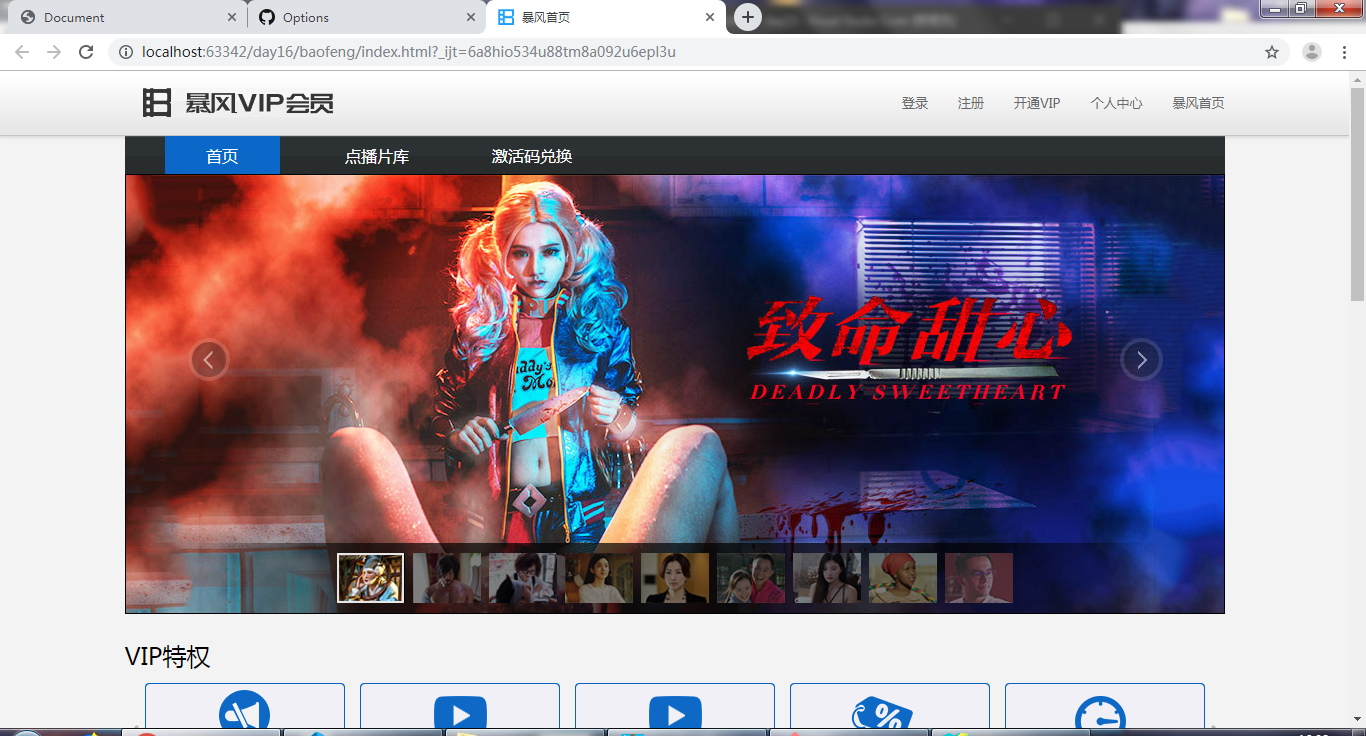 Document
Options
暴风首页
localhost:63342/day16/baofeng/index.html?_ijt=6a8hio534u88tm8a092u6epl3u
暴风VIP会员
登录 注册 开通VIP 个人中心 暴风首页
首页 点播片库 激活码兑换
致命甜心
DEADLY SWEETHEART
VIP特权